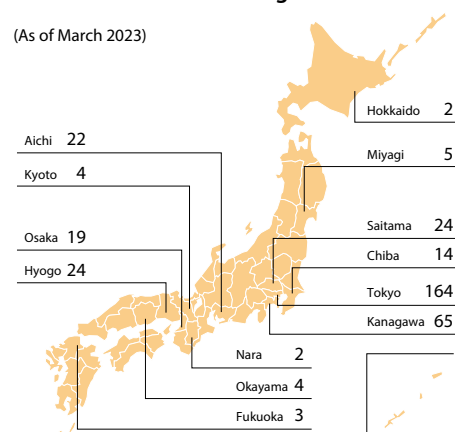 (As of March 2023)
Hokkaido 2
Aichi 22
Miyagi 5
Kyoto 4
Saitama 24
Osaka 19
Chiba 14
Hyogo 24
Tokyo 164
Kanagawa 65
Nara 2
Okayama 4
Fukuoka 3